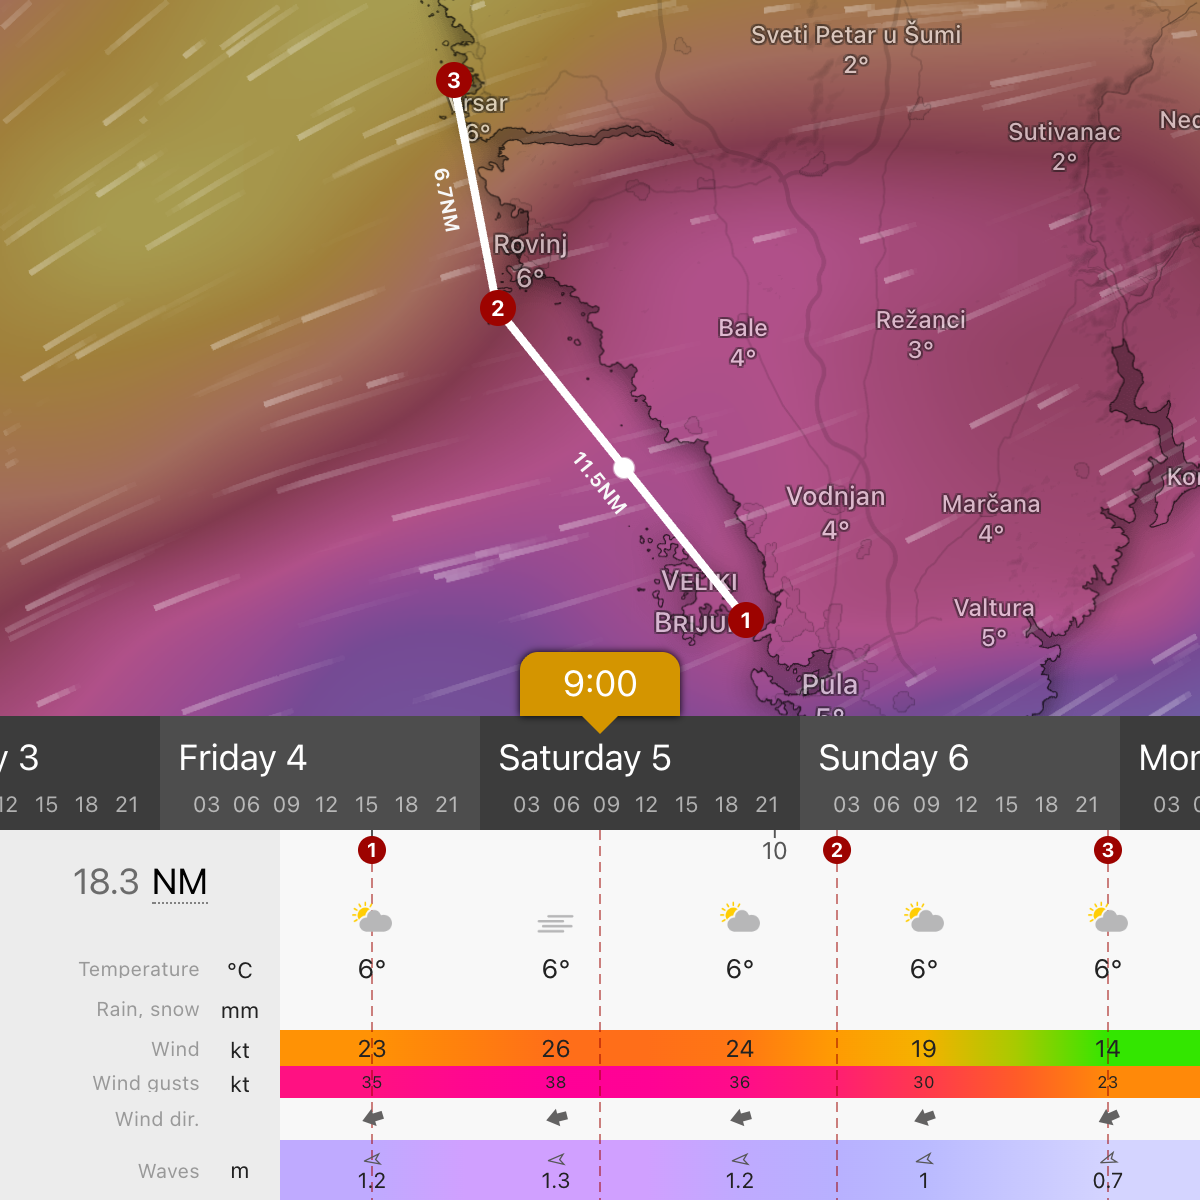 Sveti Petar u Šumi
2°
3
rsar
6°
Sutivanac
2°
Ned
6.7NM
Rovinj
6°
2
Bale
4°
Režanci
3°
11.5NM
Vodnjan
4°
Marčana
4°
Kor
VELIKI
BRIJU
1
Valtura
5°
Pula
5°
9:00
y 3
Friday 4
Saturday 5
Sunday 6
Mon
12 15 18 21 03 06 09 12 15 18 21 03 06 09 12 15 18 21 03 06 09 12 15 18 21 03
1 10 2 3
18.3 NM
Temperature °C 6° 6° 6° 6° 6°
Rain, snow mm
Wind kt 23 26 24 19 14
Wind gusts kt 35 38 36 30 23
Wind dir.
Waves m 1.2 1.3 1.2 1 0.7